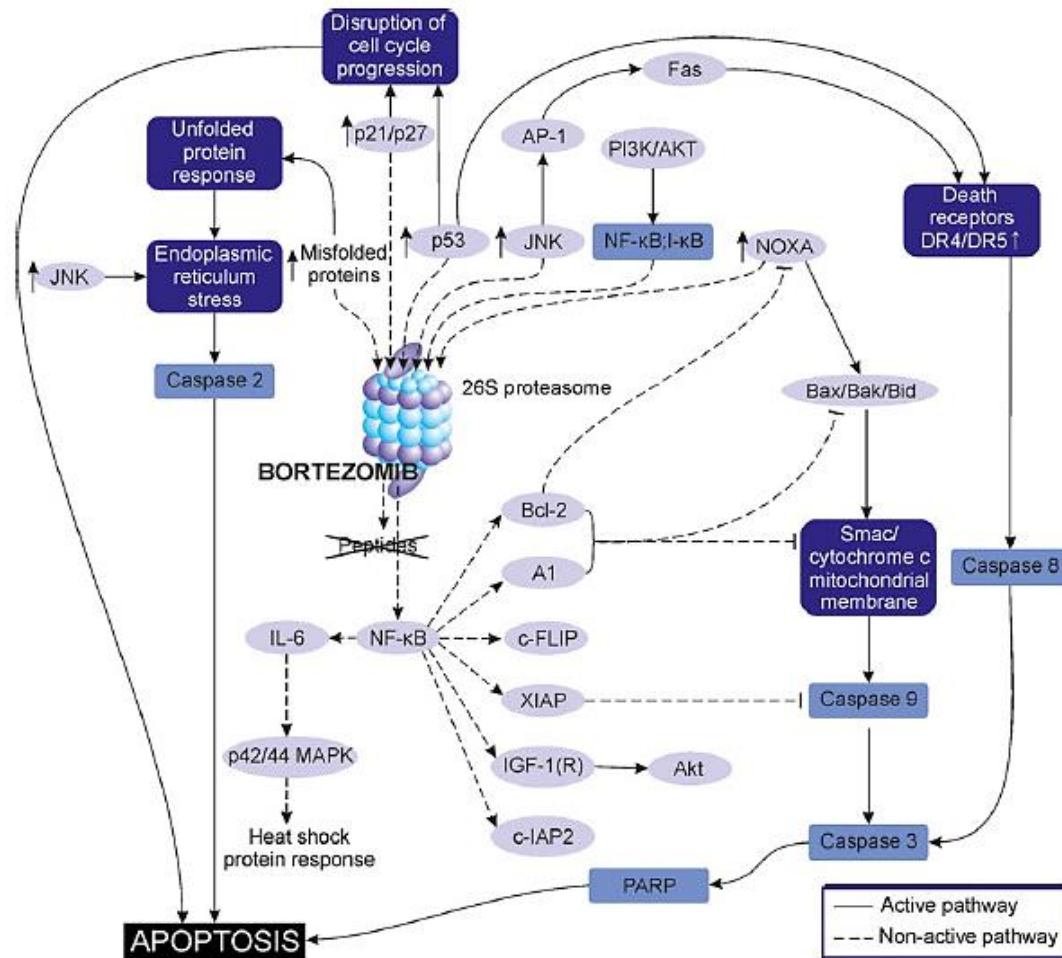 Disruption of
cell cycle
progression
Fas
p21/p27
AP-1
Unfolded
protein
response
PI3K/AKT
Death
receptors
DR4/DR5↑
p53
JNK
NF-κB:I-κB
NOXA
Misfolded
proteins
JNK
Endoplasmic
reticulum
stress
Caspase 2
26S proteasome
Bax/Bak/Bid
BORTEZOMIB
Peptides
Bcl-2
A1
Smac/
cytochrome c
mitochondrial
membrane
Caspase 8
IL-6
NF-κB
c-FLIP
XIAP
Caspase 9
p42/44 MAPK
IGF-1(R)
Akt
Heat shock
protein response
c-IAP2
Caspase 3
PARP
APOPTOSIS
Active pathway
Non-active pathway